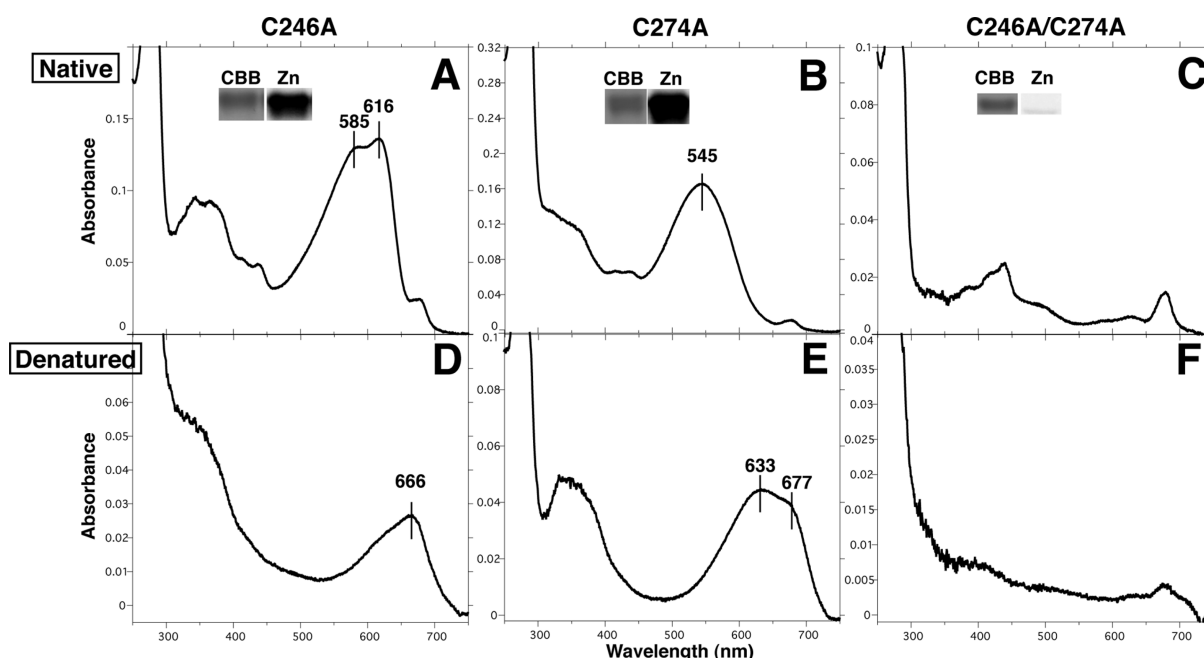 C246A C274A C246A/C274A
Native
A
CBB Zn
585 616
Absorbance
0.15
0.1
0.05
0
B
CBB Zn
545
0.32
0.28
0.24
0.2
0.16
0.12
0.08
0.04
0
C
CBB Zn
0.1
0.08
0.06
0.04
0.02
0
Denatured
D
666
Absorbance
0.06
0.05
0.04
0.03
0.02
0.01
0
300 400 500 600 700
E
633
677
0.1
0.08
0.06
0.04
0.02
0
300 400 500 600 700
Wavelength (nm)
F
0.04
0.035
0.03
0.025
0.02
0.015
0.01
0.005
0
300 400 500 600 700